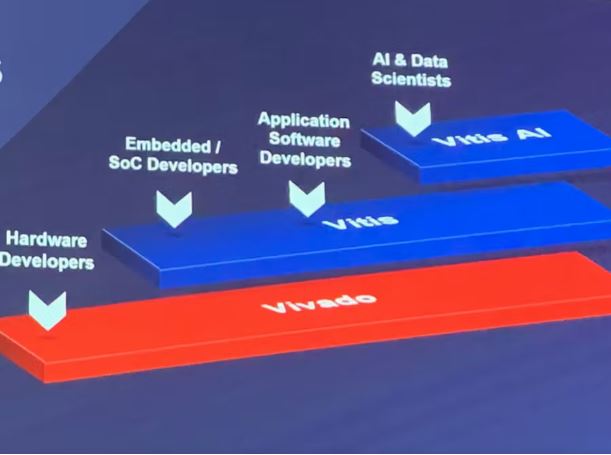 AI & Data
Scientists
Vitis AI
Application
Software
Developers
Embedded /
SoC Developers
Vitis
Hardware
Developers
Vivado